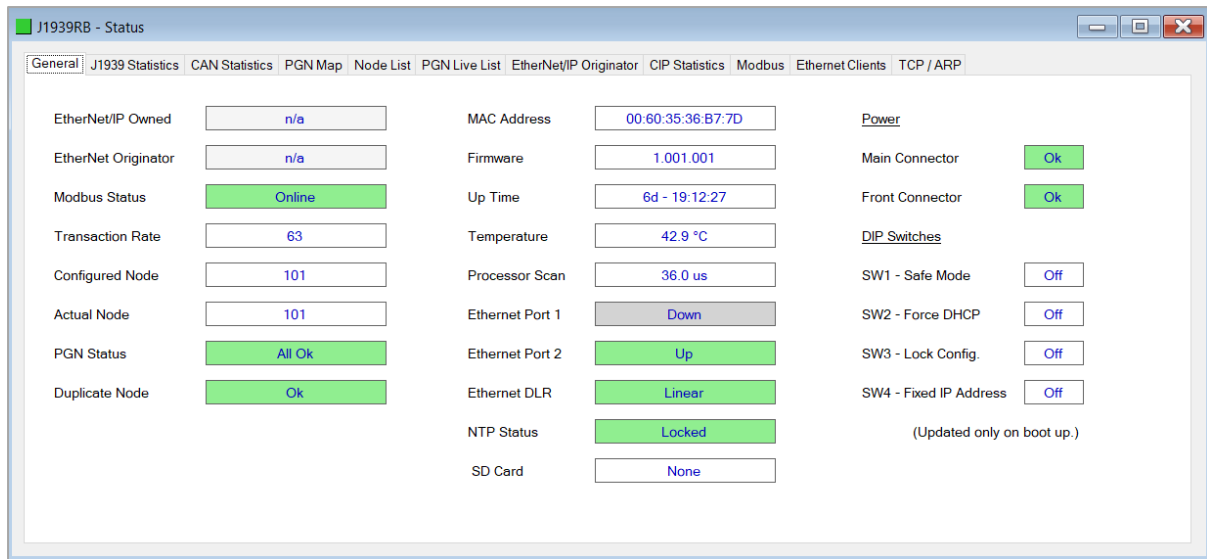 J1939RB - Status
General J1939 Statistics CAN Statistics PGN Map Node List PGN Live List EtherNet/IP Originator CIP Statistics Modbus Ethernet Clients TCP / ARP
EtherNet/IP Owned n/a
EtherNet Originator n/a
Modbus Status Online
Transaction Rate 63
Configured Node 101
Actual Node 101
PGN Status All Ok
Duplicate Node Ok
MAC Address 00:60:35:36:B7:7D
Firmware 1.001.001
Up Time 6d - 19:12:27
Temperature 42.9 °C
Processor Scan 36.0 us
Ethernet Port 1 Down
Ethernet Port 2 Up
Ethernet DLR Linear
NTP Status Locked
SD Card None
Power
Main Connector Ok
Front Connector Ok
DIP Switches
SW1 - Safe Mode Off
SW2 - Force DHCP Off
SW3 - Lock Config. Off
SW4 - Fixed IP Address Off
(Updated only on boot up.)